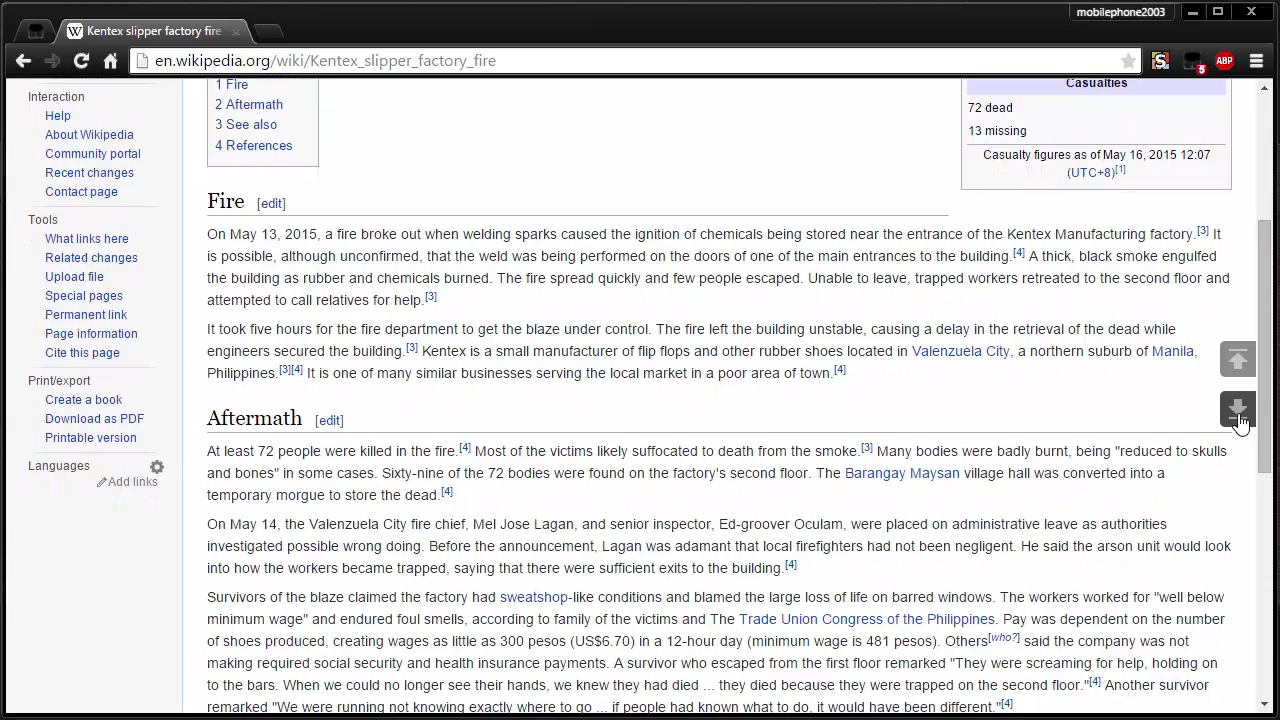 mobilephone2003
Kentex slipper factory fire
en.wikipedia.org/wiki/Kentex_slipper_factory_fire
S
5
ABP
Interaction
Help
About Wikipedia
Community portal
Recent changes
Contact page
Tools
What links here
Related changes
Upload file
Special pages
Permanent link
Page information
Cite this page
Print/export
Create a book
Download as PDF
Printable version
Languages
Add links
1 Fire
2 Aftermath
3 See also
4 References
Casualties
72 dead
13 missing
Casualty figures as of May 16, 2015 12:07
(UTC+8)[1]
Fire [edit]
On May 13, 2015, a fire broke out when welding sparks caused the ignition of chemicals being stored near the entrance of the Kentex Manufacturing factory.[3] It
is possible, although unconfirmed, that the weld was being performed on the doors of one of the main entrances to the building.[4] A thick, black smoke engulfed
the building as rubber and chemicals burned. The fire spread quickly and few people escaped. Unable to leave, trapped workers retreated to the second floor and
attempted to call relatives for help.[3]
It took five hours for the fire department to get the blaze under control. The fire left the building unstable, causing a delay in the retrieval of the dead while
engineers secured the building.[3] Kentex is a small manufacturer of flip flops and other rubber shoes located in Valenzuela City, a northern suburb of Manila,
Philippines.[3][4] It is one of many similar businesses serving the local market in a poor area of town.[4]
Aftermath [edit]
At least 72 people were killed in the fire.[4] Most of the victims likely suffocated to death from the smoke.[3] Many bodies were badly burnt, being "reduced to skulls
and bones" in some cases. Sixty-nine of the 72 bodies were found on the factory's second floor. The Barangay Maysan village hall was converted into a
temporary morgue to store the dead.[4]
On May 14, the Valenzuela City fire chief, Mel Jose Lagan, and senior inspector, Ed-groover Oculam, were placed on administrative leave as authorities
investigated possible wrong doing. Before the announcement, Lagan was adamant that local firefighters had not been negligent. He said the arson unit would look
into how the workers became trapped, saying that there were sufficient exits to the building.[4]
Survivors of the blaze claimed the factory had sweatshop-like conditions and blamed the large loss of life on barred windows. The workers worked for "well below
minimum wage" and endured foul smells, according to family of the victims and The Trade Union Congress of the Philippines. Pay was dependent on the number
of shoes produced, creating wages as little as 300 pesos (US$6.70) in a 12-hour day (minimum wage is 481 pesos). Others[who?] said the company was not
making required social security and health insurance payments. A survivor who escaped from the first floor remarked "They were screaming for help, holding on
to the bars. When we could no longer see their hands, we knew they had died ... they died because they were trapped on the second floor."[4] Another survivor
remarked "We were running not knowing exactly where to go ... if people had known what to do, it would have been different."[4]